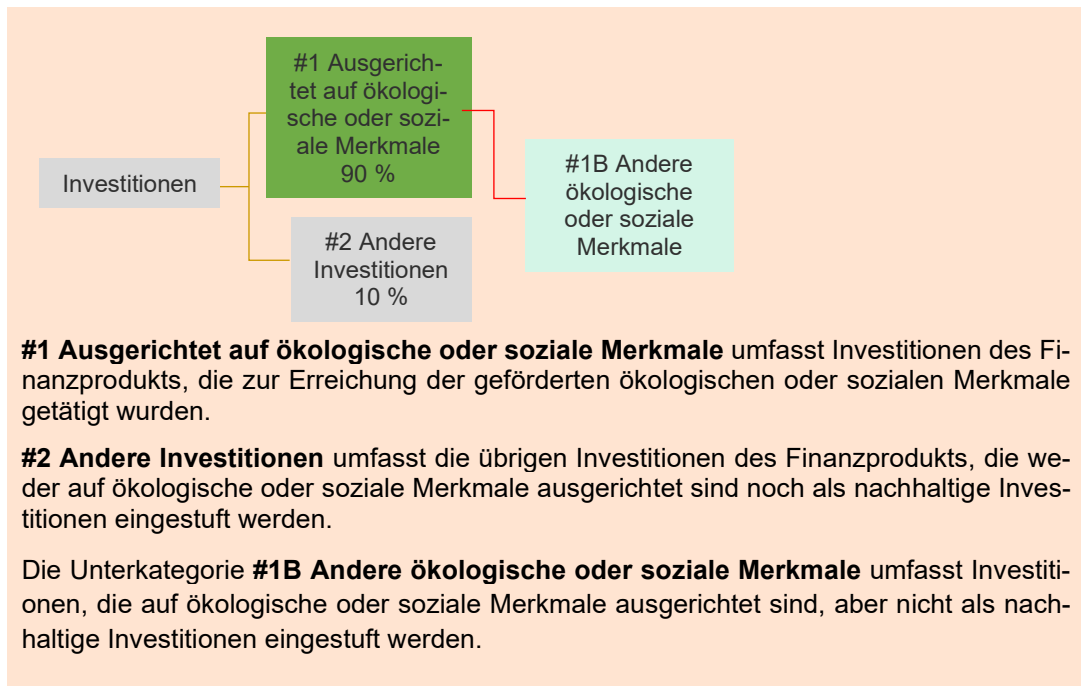 #1 Ausgerich-
tet auf ökologi-
sche oder sozi-
ale Merkmale
90 %
Investitionen
#1B Andere
ökologische
oder soziale
Merkmale
#2 Andere
Investitionen
10 %
#1 Ausgerichtet auf ökologische oder soziale Merkmale umfasst Investitionen des Fi-
nanzprodukts, die zur Erreichung der geförderten ökologischen oder sozialen Merkmale
getätigt wurden.
#2 Andere Investitionen umfasst die übrigen Investitionen des Finanzprodukts, die we-
der auf ökologische oder soziale Merkmale ausgerichtet sind noch als nachhaltige Inves-
titionen eingestuft werden.
Die Unterkategorie #1B Andere ökologische oder soziale Merkmale umfasst Investiti-
onen, die auf ökologische oder soziale Merkmale ausgerichtet sind, aber nicht als nach-
haltige Investitionen eingestuft werden.